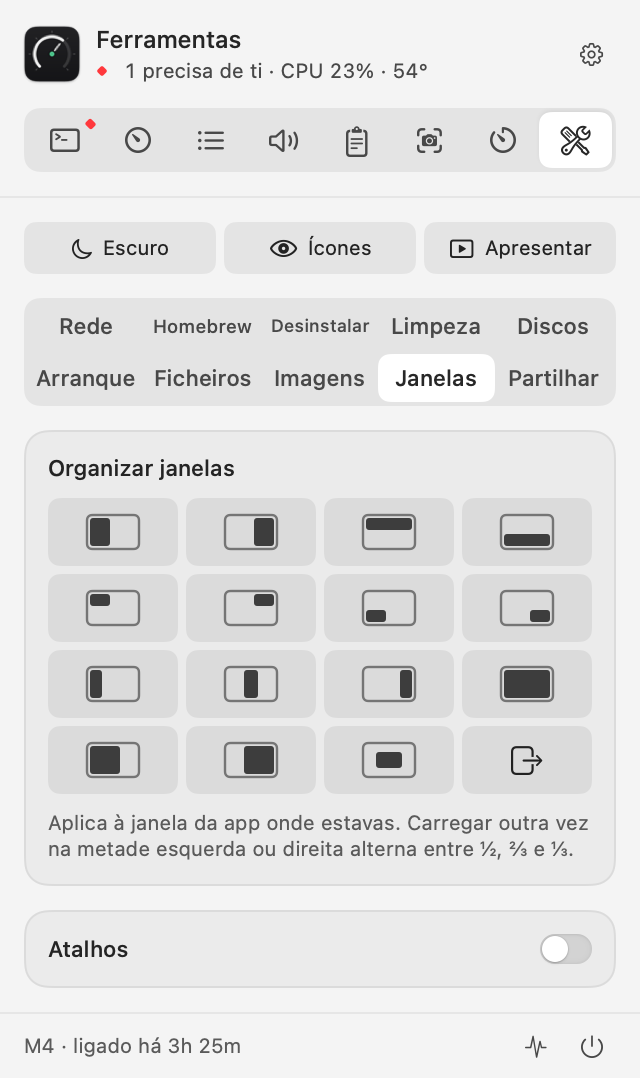 Ferramentas
1 precisa de ti · CPU 23% · 54°
Escuro
Ícones
Apresentar
Rede Homebrew Desinstalar Limpeza Discos
Arranque Ficheiros Imagens Janelas Partilhar
Organizar janelas
Aplica à janela da app onde estavas. Carregar outra vez
na metade esquerda ou direita alterna entre ½, ⅔ e ⅓.
Atalhos
M4 · ligado há 3h 25m